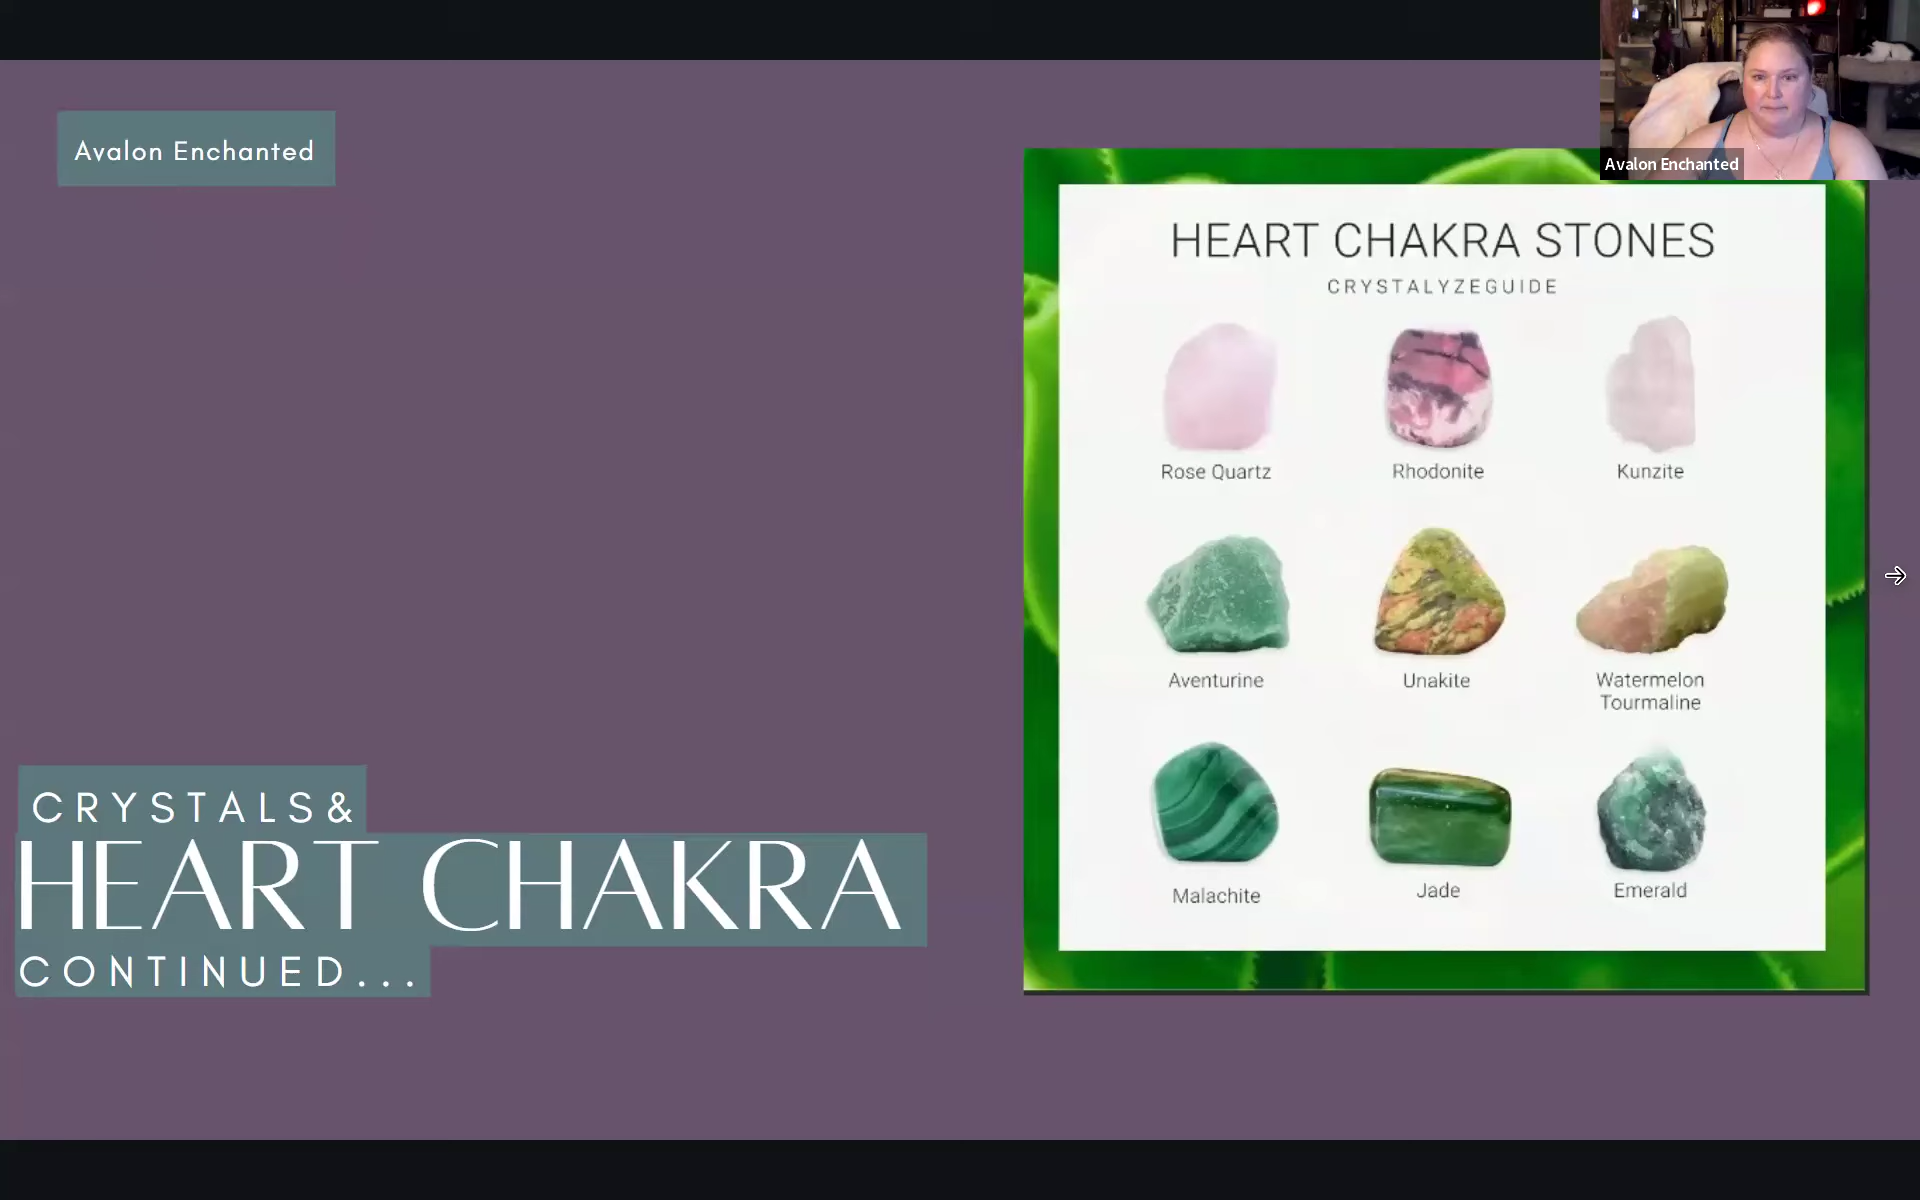 Avalon Enchanted
Avalon Enchanted
HEART CHAKRA STONES
CRYSTALYZEGUIDE
Rose Quartz
Rhodonite
Kunzite
Aventurine
Unakite
Watermelon
Tourmaline
Malachite
Jade
Emerald
CRYSTALS&
HEART CHAKRA
CONTINUED...